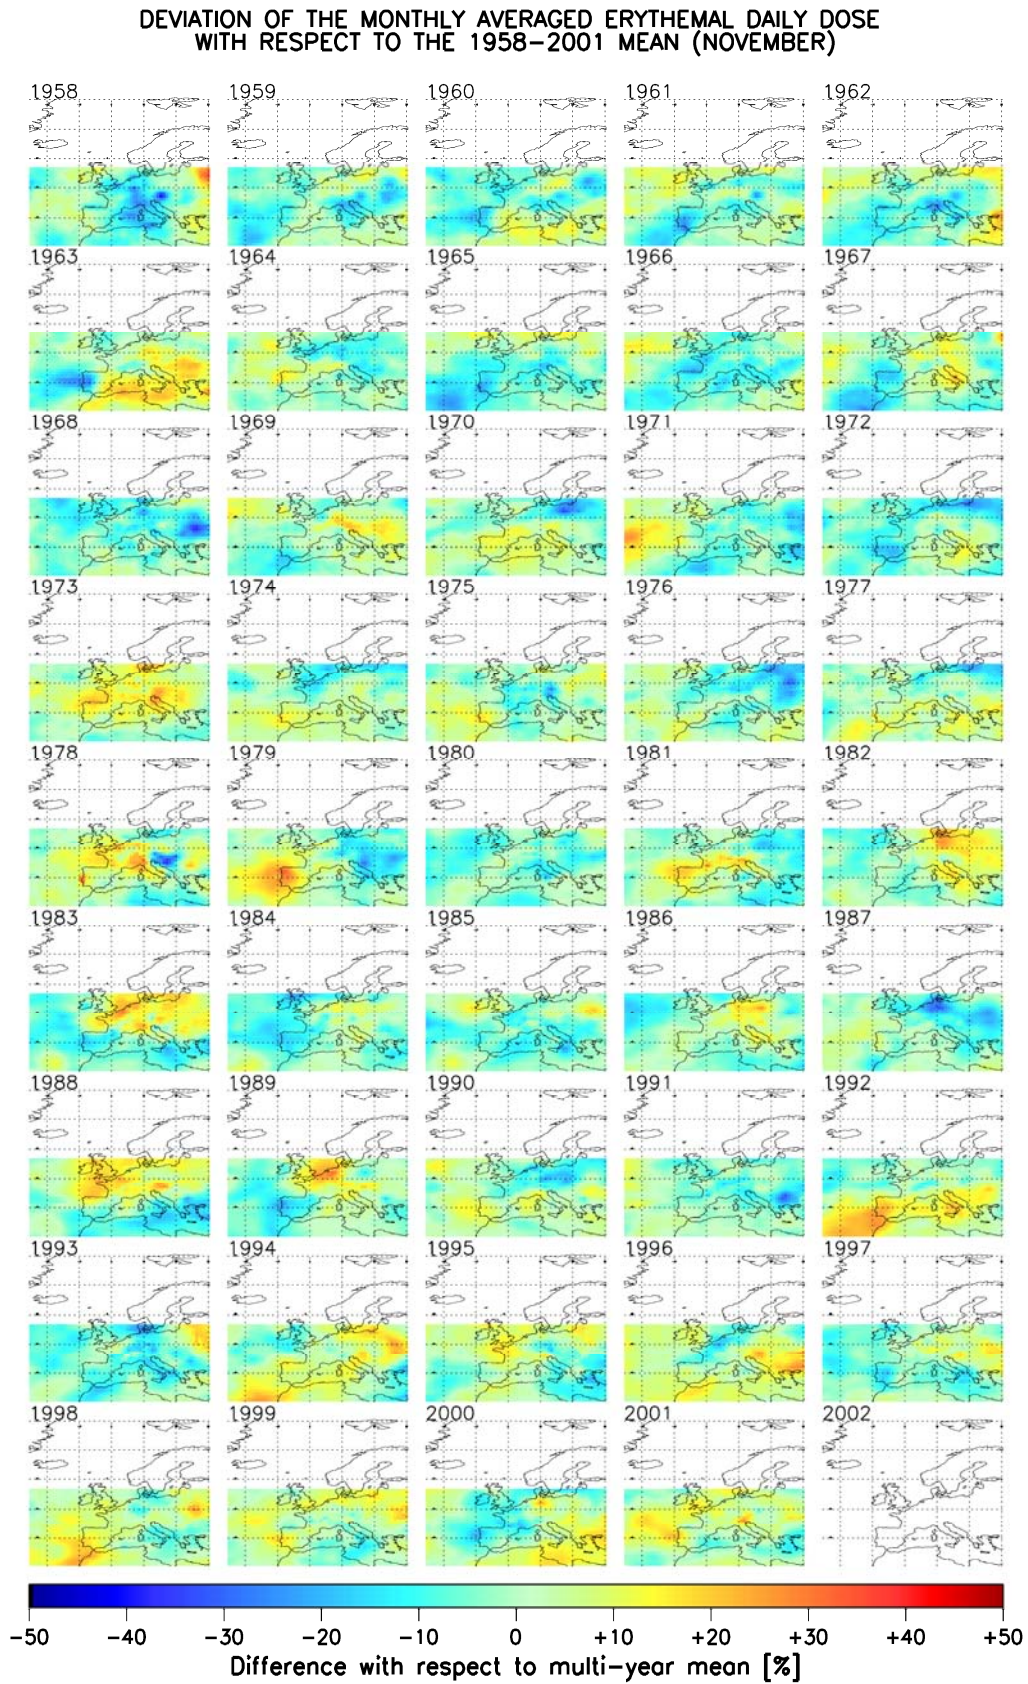 DEVIATION OF THE MONTHLY AVERAGED ERYTHEMAL DAILY DOSE
WITH RESPECT TO THE 1958-2001 MEAN (NOVEMBER)
1958 1959 1960 1961 1962
1963 1964 1965 1966 1967
1968 1969 1970 1971 1972
1973 1974 1975 1976 1977
1978 1979 1980 1981 1982
1983 1984 1985 1986 1987
1988 1989 1990 1991 1992
1993 1994 1995 1996 1997
1998 1999 2000 2001 2002
-50 -40 -30 -20 -10 0 +10 +20 +30 +40 +50
Difference with respect to multi-year mean [%]